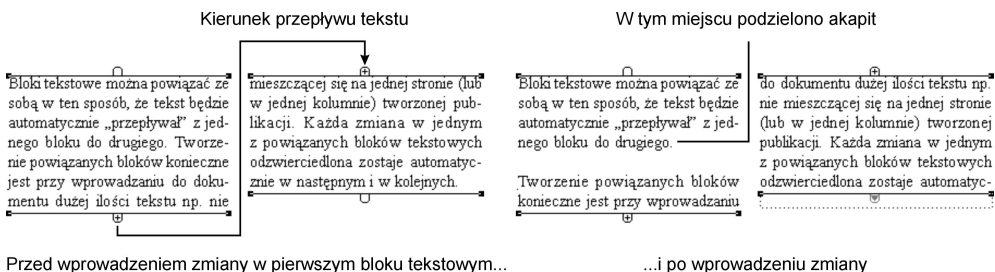 Kierunek przepływu tekstu
W tym miejscu podzielono akapit
Bloki tekstowe można powiązać ze
sobą w ten sposób, że tekst będzie
automatycznie „przepływał” z jed-
nego bloku do drugiego. Tworze-
nie powiązanych bloków konieczne
jest przy wprowadzaniu do doku-
mentu dużej ilości tekstu np. nie
mieszczącej się na jednej stronie (lub
w jednej kolumnie) tworzonej pub-
likacji. Każda zmiana w jednym
z powiązanych bloków tekstowych
odzwierciedlona zostaje automatyc-
znie w następnym i w kolejnych.
Bloki tekstowe można powiązać ze
sobą w ten sposób, że tekst będzie
automatycznie „przepływał” z jed-
nego bloku do drugiego.
Tworzenie powiązanych bloków
konieczne jest przy wprowadzaniu
do dokumentu dużej ilości tekstu np.
nie mieszczącej się na jednej stronie
(lub w jednej kolumnie) tworzonej
publikacji. Każda zmiana w jednym
z powiązanych bloków tekstowych
odzwierciedlona zostaje automatyc-
Przed wprowadzeniem zmiany w pierwszym bloku tekstowym...
...i po wprowadzeniu zmiany